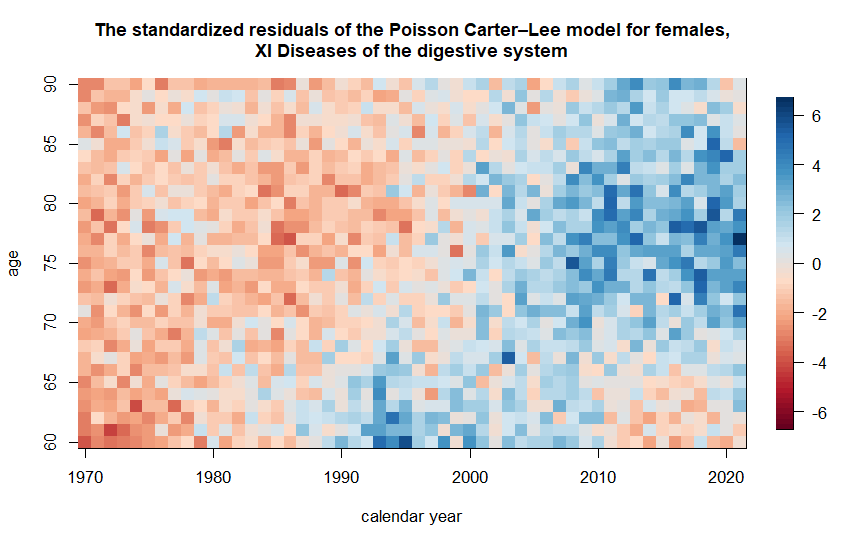 The standardized residuals of the Poisson Carter–Lee model for females,
XI Diseases of the digestive system
90
85
80
75
70
65
60
age
1970 1980 1990 2000 2010 2020
calendar year
6
4
2
0
-2
-4
-6